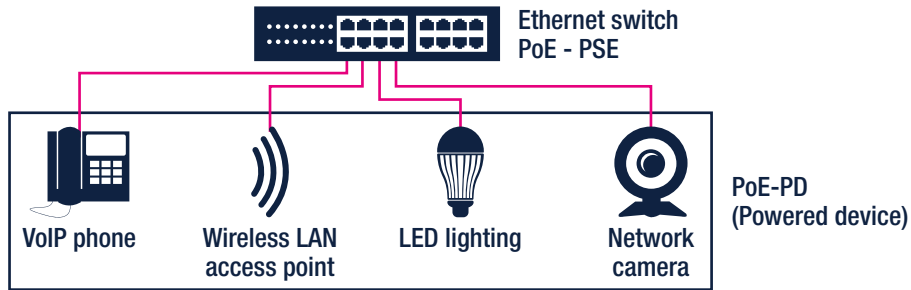 Ethernet switch
PoE - PSE
VoIP phone
Wireless LAN
access point
LED lighting
Network
camera
PoE-PD
(Powered device)